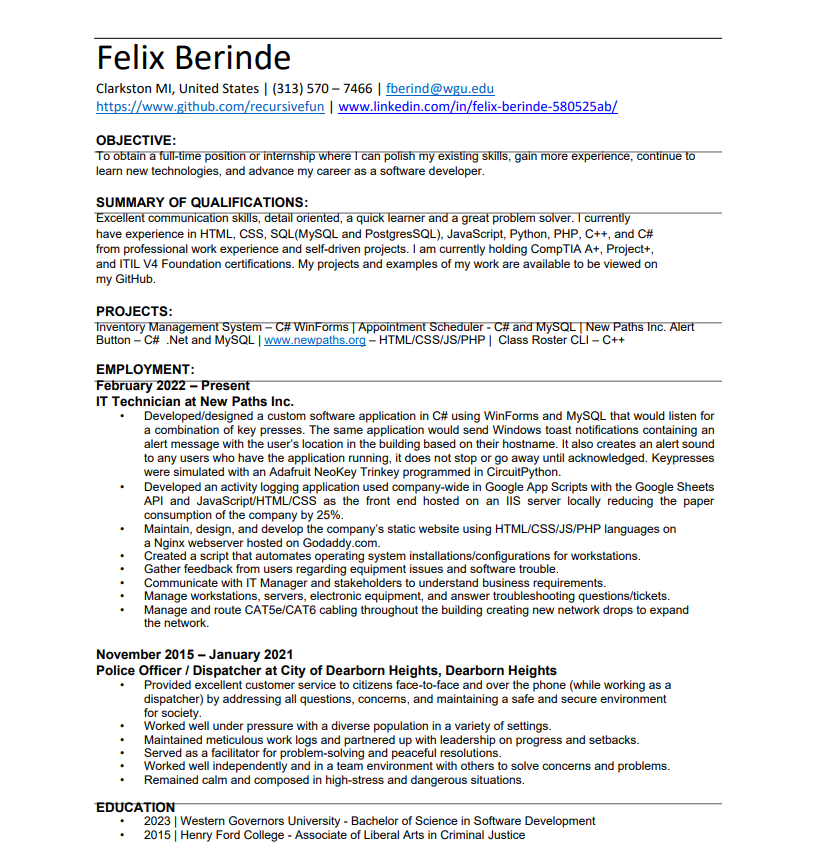 Felix Berinde
Clarkston MI, United States | (313) 570 – 7466 | fberind@wgu.edu
https://www.github.com/recursivefun | www.linkedin.com/in/felix-berinde-580525ab/
OBJECTIVE:
To obtain a full-time position or internship where I can polish my existing skills, gain more experience, continue to
learn new technologies, and advance my career as a software developer.
SUMMARY OF QUALIFICATIONS:
Excellent communication skills, detail oriented, a quick learner and a great problem solver. I currently
have experience in HTML, CSS, SQL(MySQL and PostgresSQL), JavaScript, Python, PHP, C++, and C#
from professional work experience and self-driven projects. I am currently holding CompTIA A+, Project+,
and ITIL V4 Foundation certifications. My projects and examples of my work are available to be viewed on
my GitHub.
PROJECTS:
Inventory Management System – C# WinForms | Appointment Scheduler - C# and MySQL | New Paths Inc. Alert
Button – C# .Net and MySQL | www.newpaths.org – HTML/CSS/JS/PHP | Class Roster CLI – C++
EMPLOYMENT:
February 2022 – Present
IT Technician at New Paths Inc.
• Developed/designed a custom software application in C# using WinForms and MySQL that would listen for
a combination of key presses. The same application would send Windows toast notifications containing an
alert message with the user's location in the building based on their hostname. It also creates an alert sound
to any users who have the application running, it does not stop or go away until acknowledged. Keypresses
were simulated with an Adafruit NeoKey Trinkey programmed in CircuitPython.
• Developed an activity logging application used company-wide in Google App Scripts with the Google Sheets
API and JavaScript/HTML/CSS as the front end hosted on an IIS server locally reducing the paper
consumption of the company by 25%.
• Maintain, design, and develop the company's static website using HTML/CSS/JS/PHP languages on
a Nginx webserver hosted on Godaddy.com.
• Created a script that automates operating system installations/configurations for workstations.
• Gather feedback from users regarding equipment issues and software trouble.
• Communicate with IT Manager and stakeholders to understand business requirements.
• Manage workstations, servers, electronic equipment, and answer troubleshooting questions/tickets.
• Manage and route CAT5e/CAT6 cabling throughout the building creating new network drops to expand
the network.
November 2015 – January 2021
Police Officer / Dispatcher at City of Dearborn Heights, Dearborn Heights
• Provided excellent customer service to citizens face-to-face and over the phone (while working as a
dispatcher) by addressing all questions, concerns, and maintaining a safe and secure environment
for society.
• Worked well under pressure with a diverse population in a variety of settings.
• Maintained meticulous work logs and partnered up with leadership on progress and setbacks.
• Served as a facilitator for problem-solving and peaceful resolutions.
• Worked well independently and in a team environment with others to solve concerns and problems.
• Remained calm and composed in high-stress and dangerous situations.
EDUCATION
• 2023 | Western Governors University - Bachelor of Science in Software Development
• 2015 | Henry Ford College - Associate of Liberal Arts in Criminal Justice